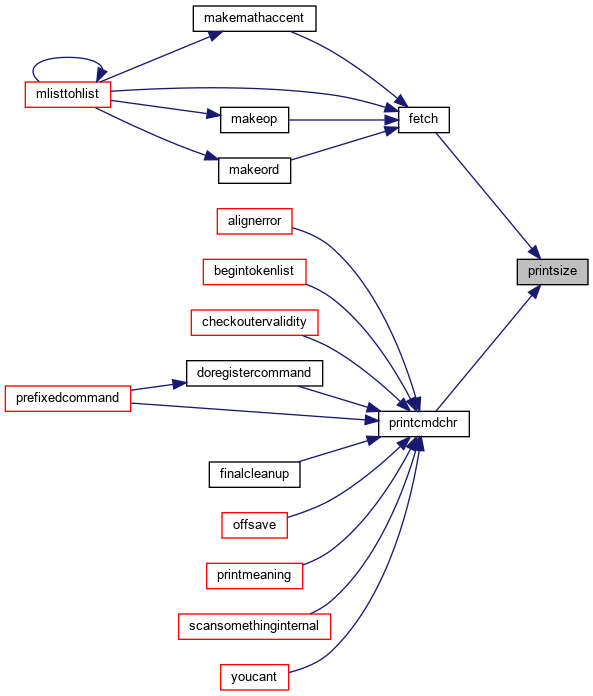 makemathaccent
mlisttohlist
makeop
fetch
makeord
alignerror
begintokenlist
printsize
checkoutervalidity
doregistercommand
prefixedcommand
printcmdchr
finalcleanup
offsave
printmeaning
scansomethinginternal
youcant